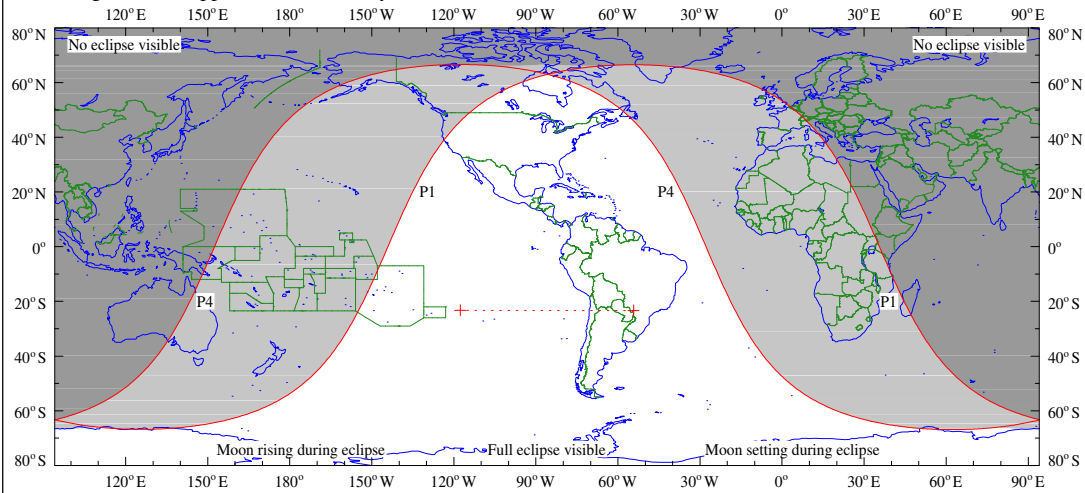 120° E 150° E 180° 150° W 120° W 90° W 60° W 30° W 0° 30° E 60° E 90° E
80° N No eclipse visible No eclipse visible 80° N
60° N 60° N
40° N 40° N
20° N P1 P4 20° N
0° 0°
20° S P4 P1 20° S
40° S 40° S
60° S 60° S
Moon rising during eclipse Full eclipse visible Moon setting during eclipse
80° S 80° S
120° E 150° E 180° 150° W 120° W 90° W 60° W 30° W 0° 30° E 60° E 90° E